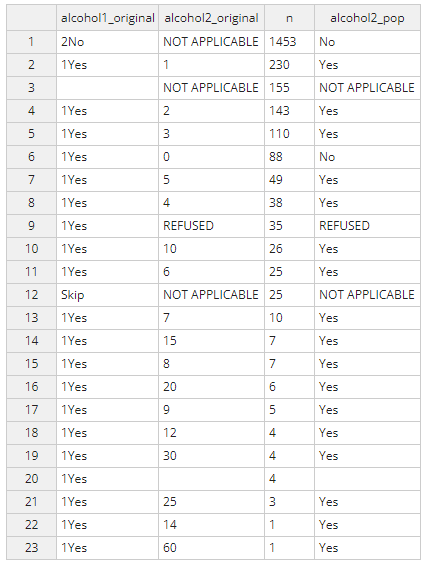 alcohol1_original alcohol2_original n alcohol2_pop
1 2No NOT APPLICABLE 1453 No
2 1Yes 1 230 Yes
3 NOT APPLICABLE 155 NOT APPLICABLE
4 1Yes 2 143 Yes
5 1Yes 3 110 Yes
6 1Yes 0 88 No
7 1Yes 5 49 Yes
8 1Yes 4 38 Yes
9 1Yes REFUSED 35 REFUSED
10 1Yes 10 26 Yes
11 1Yes 6 25 Yes
12 Skip NOT APPLICABLE 25 NOT APPLICABLE
13 1Yes 7 10 Yes
14 1Yes 15 7 Yes
15 1Yes 8 7 Yes
16 1Yes 20 6 Yes
17 1Yes 9 5 Yes
18 1Yes 12 4 Yes
19 1Yes 30 4 Yes
20 1Yes 4
21 1Yes 25 3 Yes
22 1Yes 14 1 Yes
23 1Yes 60 1 Yes